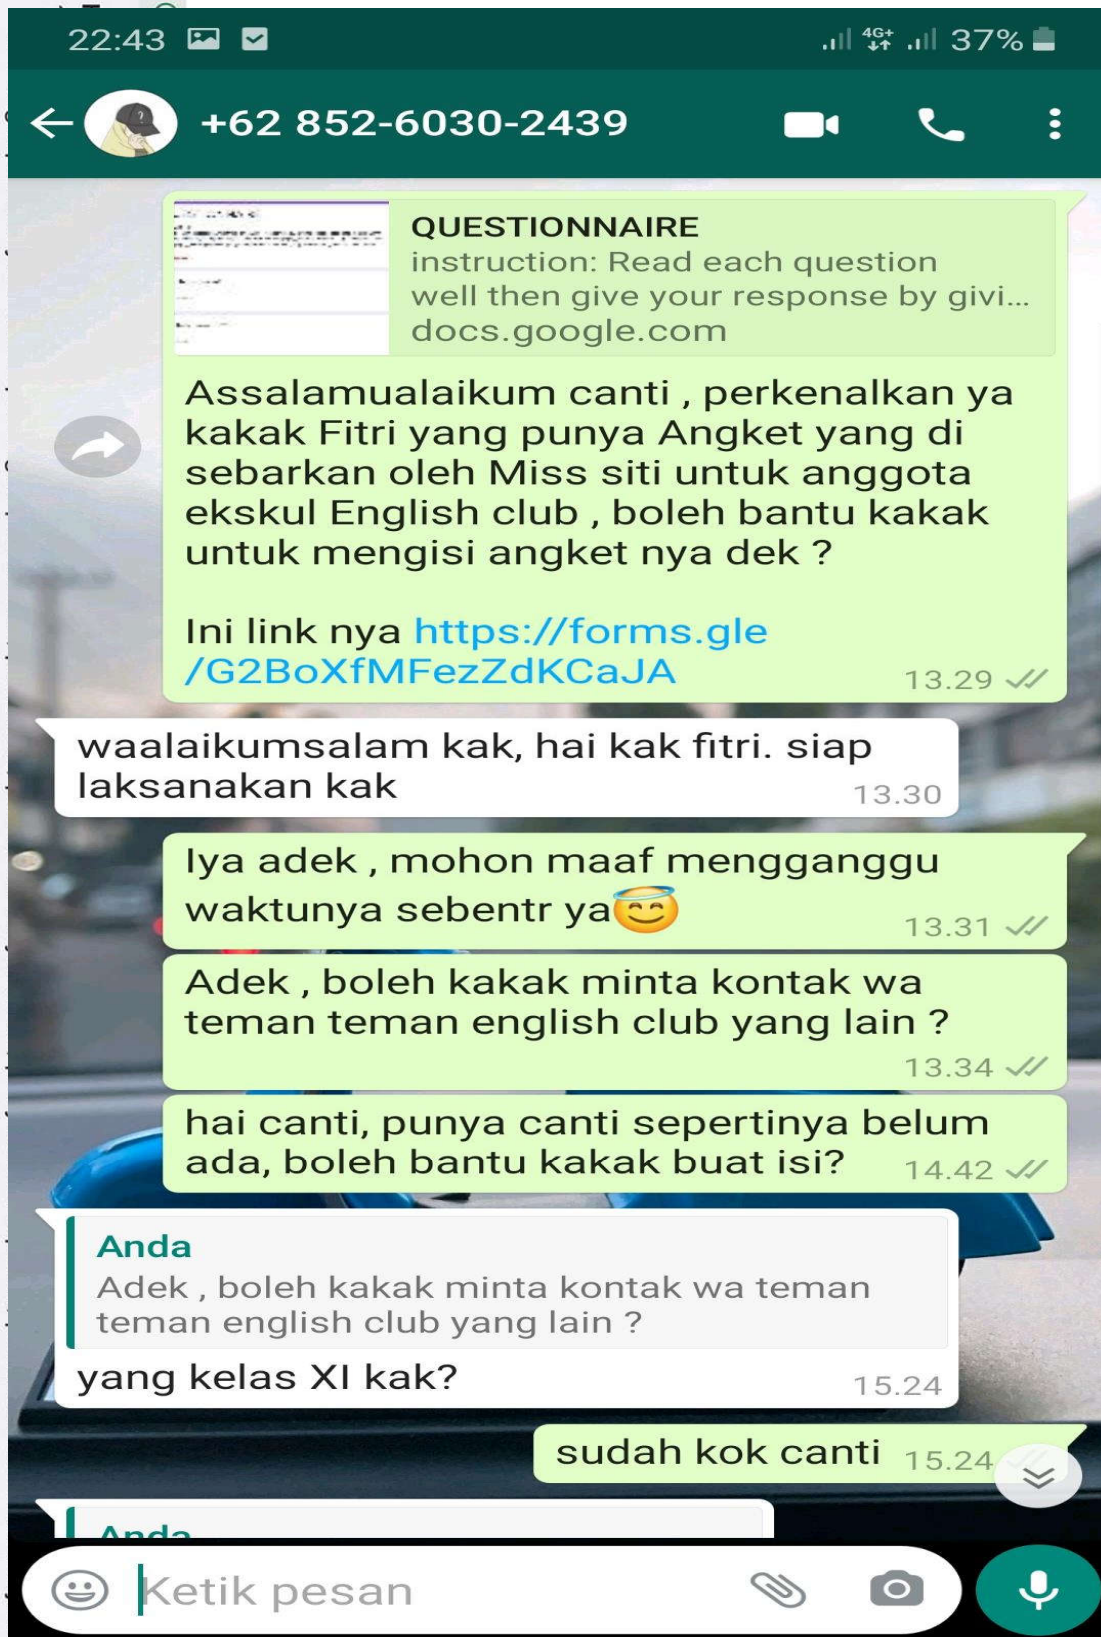 22:43
4G+ 37%
+62 852-6030-2439
QUESTIONNAIRE
instruction: Read each question
well then give your response by givi...
docs.google.com
Assalamualaikum canti , perkenalkan ya
kakak Fitri yang punya Angket yang di
sebarkan oleh Miss siti untuk anggota
ekskul English club , boleh bantu kakak
untuk mengisi angket nya dek ?
Ini link nya https://forms.gle
/G2BoXfMFezZdKCaJA
13.29
waalaikumsalam kak, hai kak fitri. siap
laksanakan kak
13.30
Iya adek , mohon maaf mengganggu
waktunya sebentr ya😇
13.31
Adek , boleh kakak minta kontak wa
teman teman english club yang lain ?
13.34
hai canti, punya canti sepertinya belum
ada, boleh bantu kakak buat isi?
14.42
Anda
Adek , boleh kakak minta kontak wa teman
teman english club yang lain ?
yang kelas XI kak?
15.24
sudah kok canti 15.24
Anda
Ketik pesan